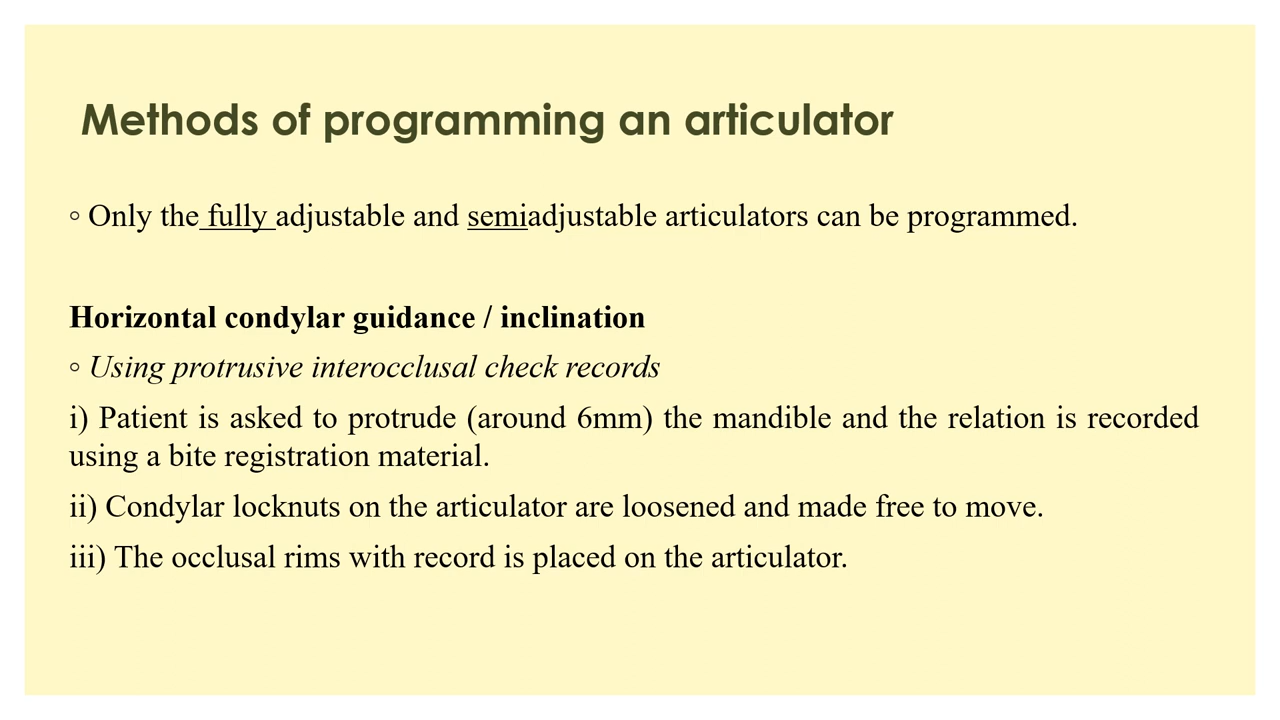 Methods of programming an articulator
◦ Only the fully adjustable and semiadjustable articulators can be programmed.
Horizontal condylar guidance / inclination
◦ Using protrusive interocclusal check records
i) Patient is asked to protrude (around 6mm) the mandible and the relation is recorded
using a bite registration material.
ii) Condylar locknuts on the articulator are loosened and made free to move.
iii) The occlusal rims with record is placed on the articulator.